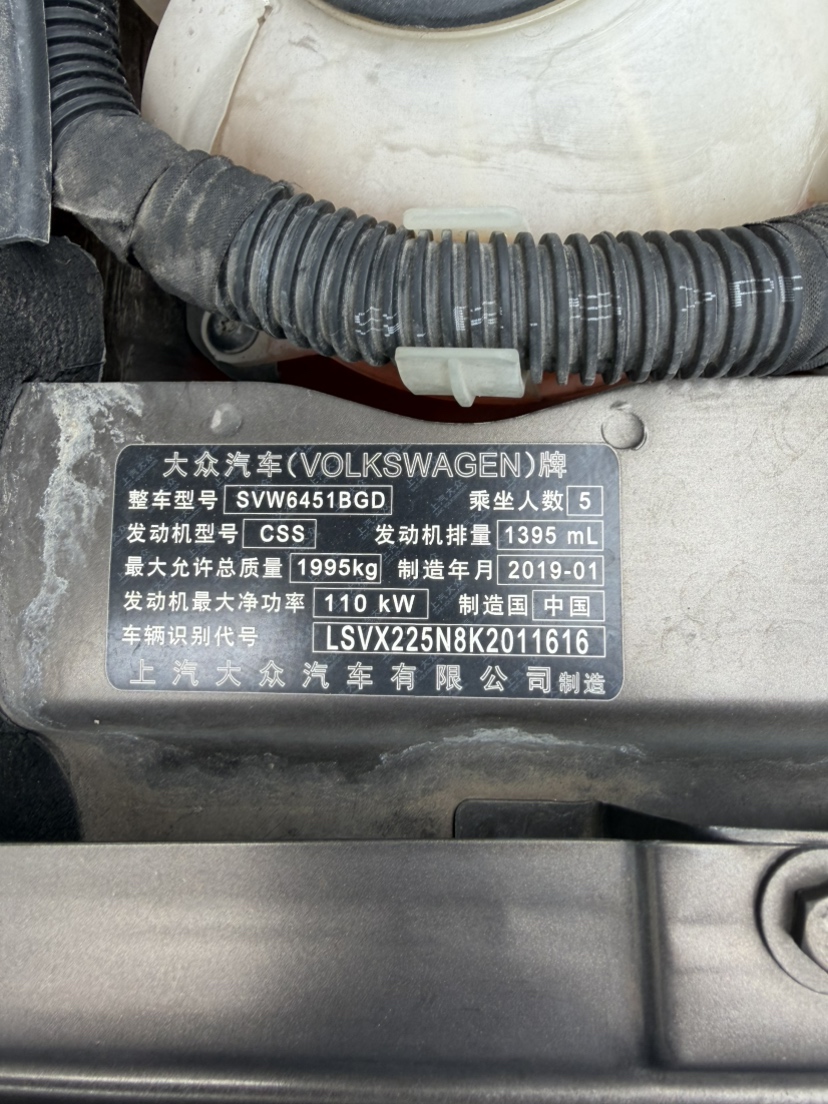 大众汽车(VOLKSWAGEN)牌
整车型号 SVW6451BGD 乘坐人数 5
发动机型号 CSS 发动机排量 1395 mL
最大允许总质量 1995kg 制造年月 2019-01
发动机最大净功率 110 kW 制造国 中国
车辆识别代号 LSVX225N8K2011616
上汽大众汽车有限公司制造